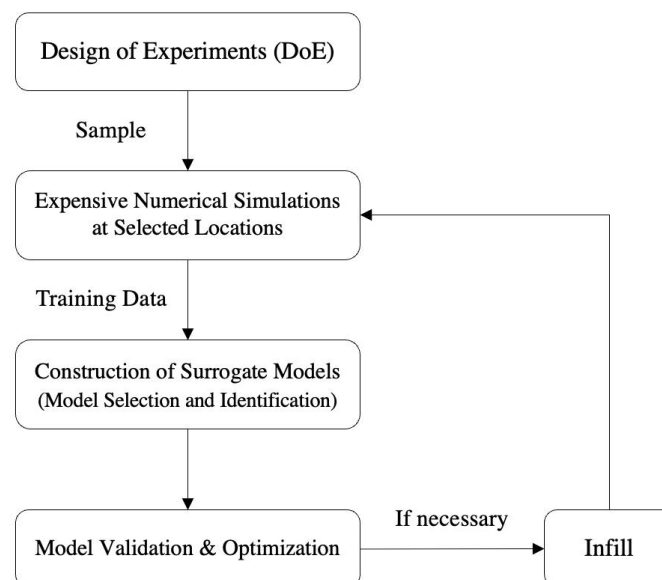 Design of Experiments (DoE)
Sample
Expensive Numerical Simulations
at Selected Locations
Training Data
Construction of Surrogate Models
(Model Selection and Identification)
If necessary
Model Validation & Optimization
Infill